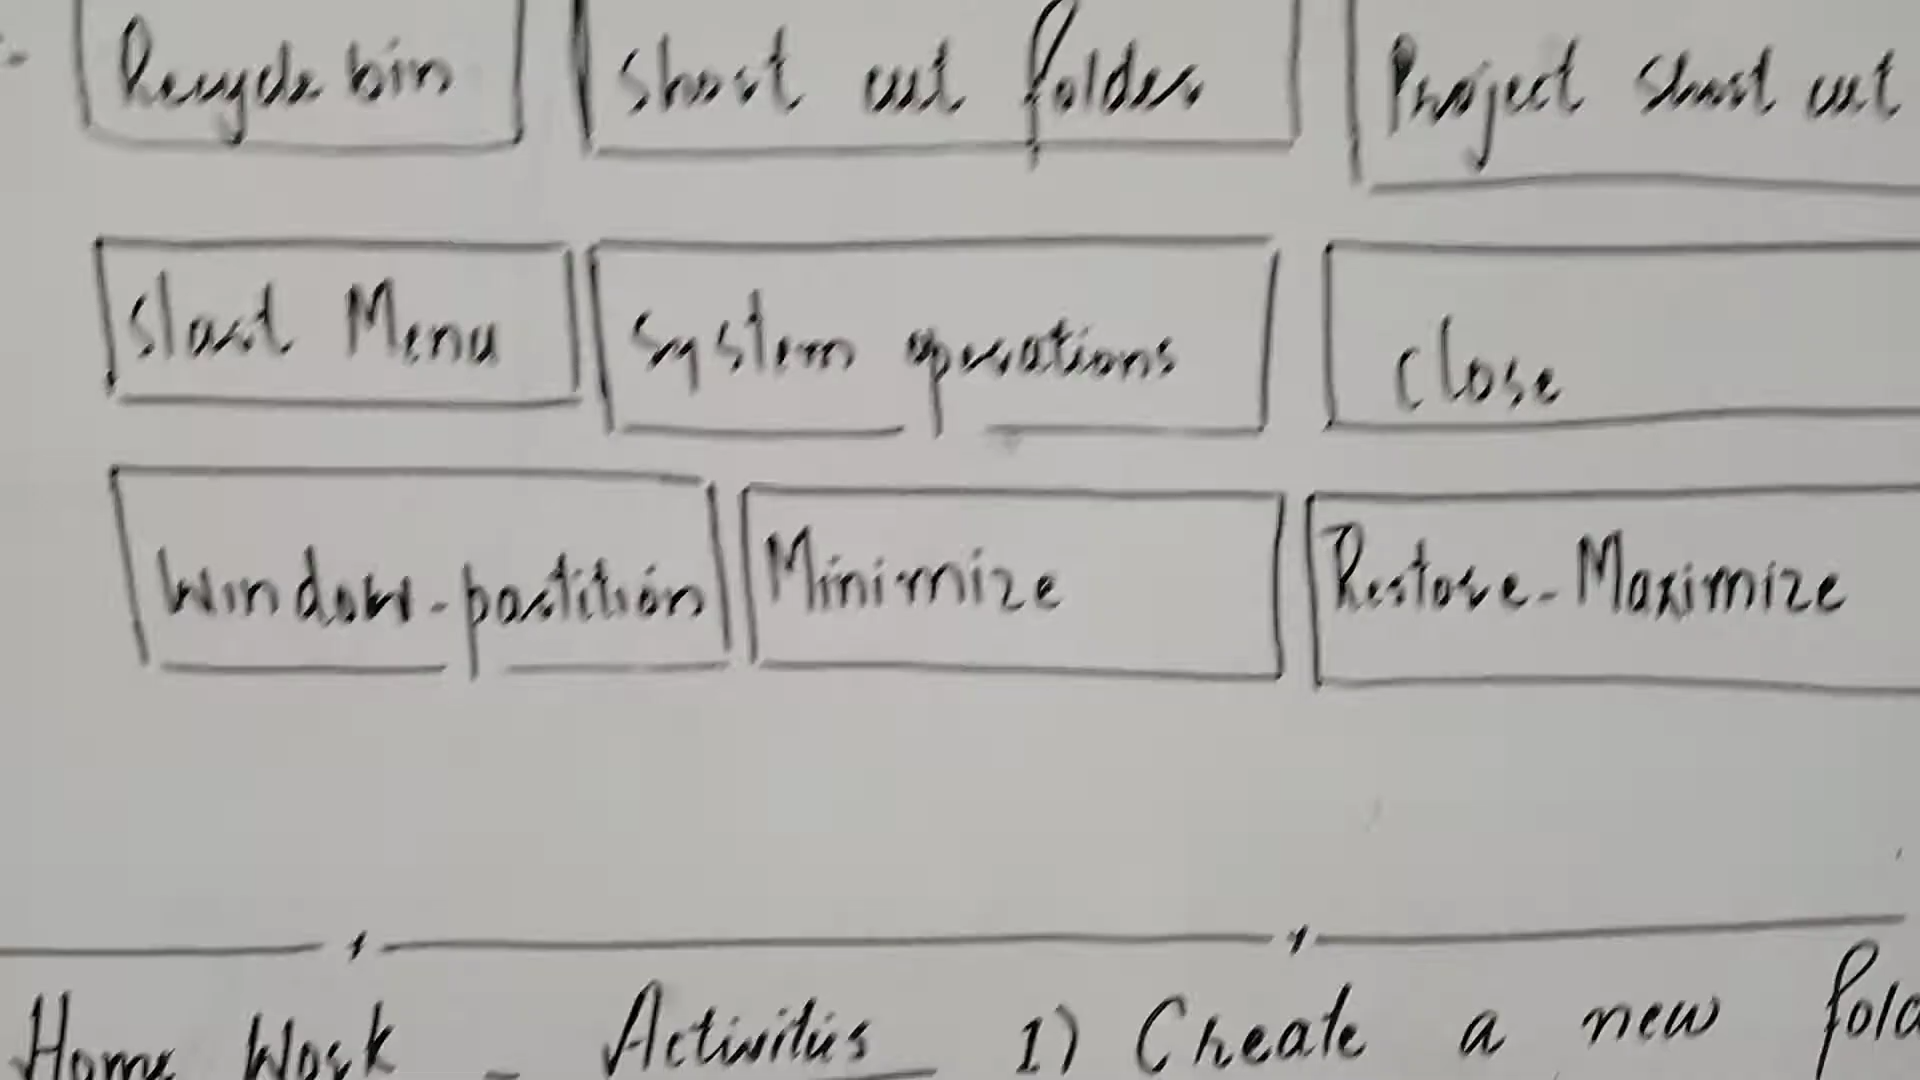 Recycle bin Short cut folder Project Short cut
Start Menu System operations Close
Window-partition Minimize Restore-Maximize
Home Work - Activities 1) Create a new